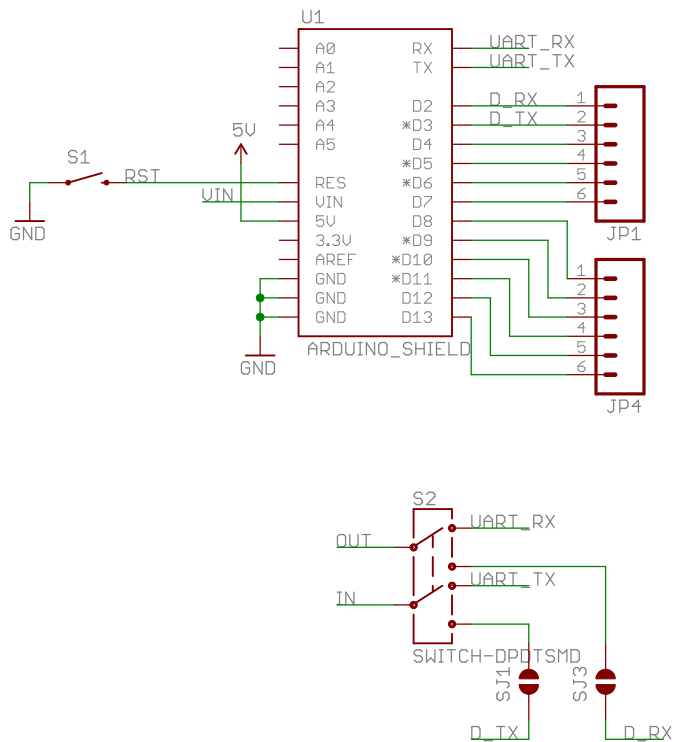 U1
A0 RX UART_RX
A1 TX UART_TX
A2
A3 D2 D_RX 1
A4 *D3 D_TX 2
5V A5 D4 3
*D5 4
S1 RST RES *D6 5
VIN VIN D7 6
5V D8
GND 3.3V *D9 JP1
AREF *D10
GND *D11 1
GND D12 2
GND D13 3
4
ARDUINO_SHIELD 5
GND 6
JP4
S2
UART_RX
OUT
UART_TX
IN
SWITCH-DPDTSMD
SJ1 SJ3
D_TX D_RX